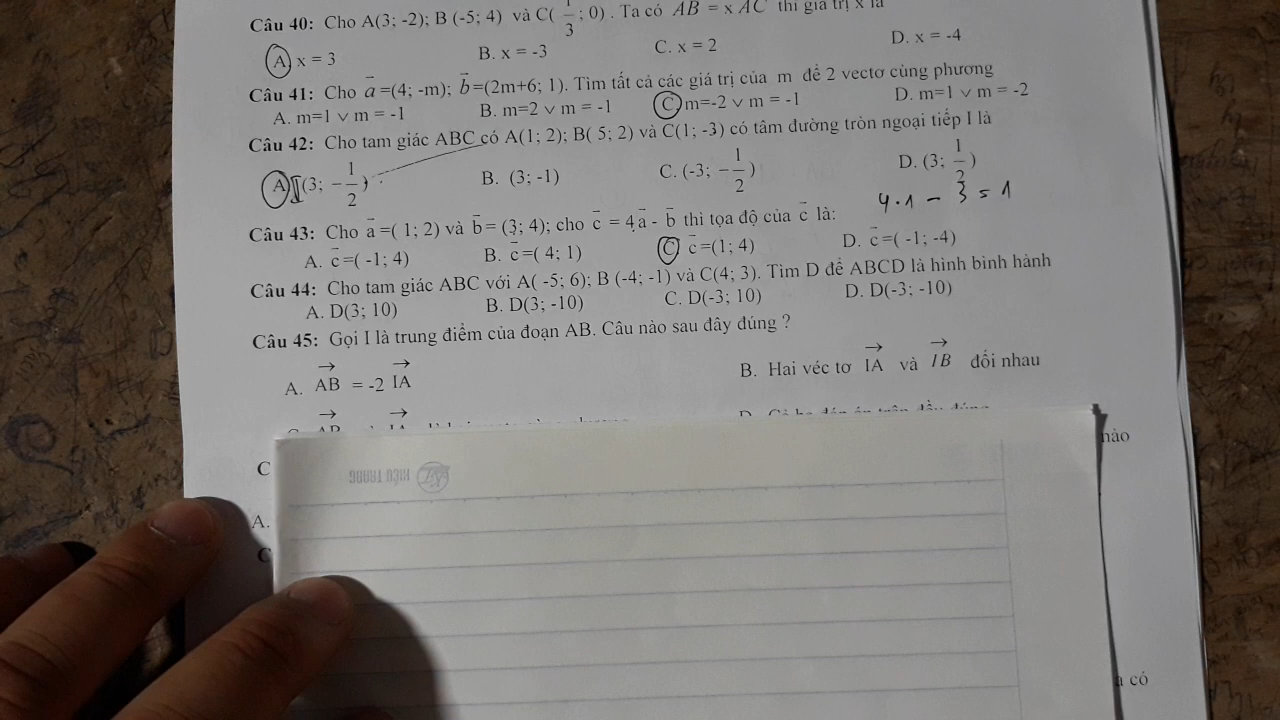 Câu 40: Cho A(3; -2); B (-5; 4) và C( 1/3 ; 0) . Ta có AB = x AC thì giá trị x là
A. x = 3 B. x = -3 C. x = 2 D. x = -4
Câu 41: Cho a⃗ =(4; -m); b⃗ =(2m+6; 1). Tìm tất cả các giá trị của m để 2 vectơ cùng phương
A. m=1 ∨ m = -1 B. m=2 ∨ m = -1 C. m=-2 ∨ m = -1 D. m=1 ∨ m = -2
Câu 42: Cho tam giác ABC có A(1; 2); B( 5; 2) và C(1; -3) có tâm đường tròn ngoại tiếp I là
A. I(3; −1/2) B. (3; -1) C. (-3; −1/2) D. (3; 1/2)
4.1 - 3 = 1
Câu 43: Cho a⃗ =( 1; 2) và b⃗ = (3; 4); cho c⃗ = 4a⃗ - b⃗ thì tọa độ của c⃗ là:
A. c⃗ =( -1; 4) B. c⃗ =( 4; 1) C. c⃗ =(1; 4) D. c⃗ =( -1; -4)
Câu 44: Cho tam giác ABC với A( -5; 6); B (-4; -1) và C(4; 3). Tìm D để ABCD là hình bình hành
A. D(3; 10) B. D(3; -10) C. D(-3; 10) D. D(-3; -10)
Câu 45: Gọi I là trung điểm của đoạn AB. Câu nào sau đây đúng ?
A. AB⃗ = -2 IA⃗ B. Hai véc tơ IA⃗ và IB⃗ đối nhau
C nào
A.
C
có